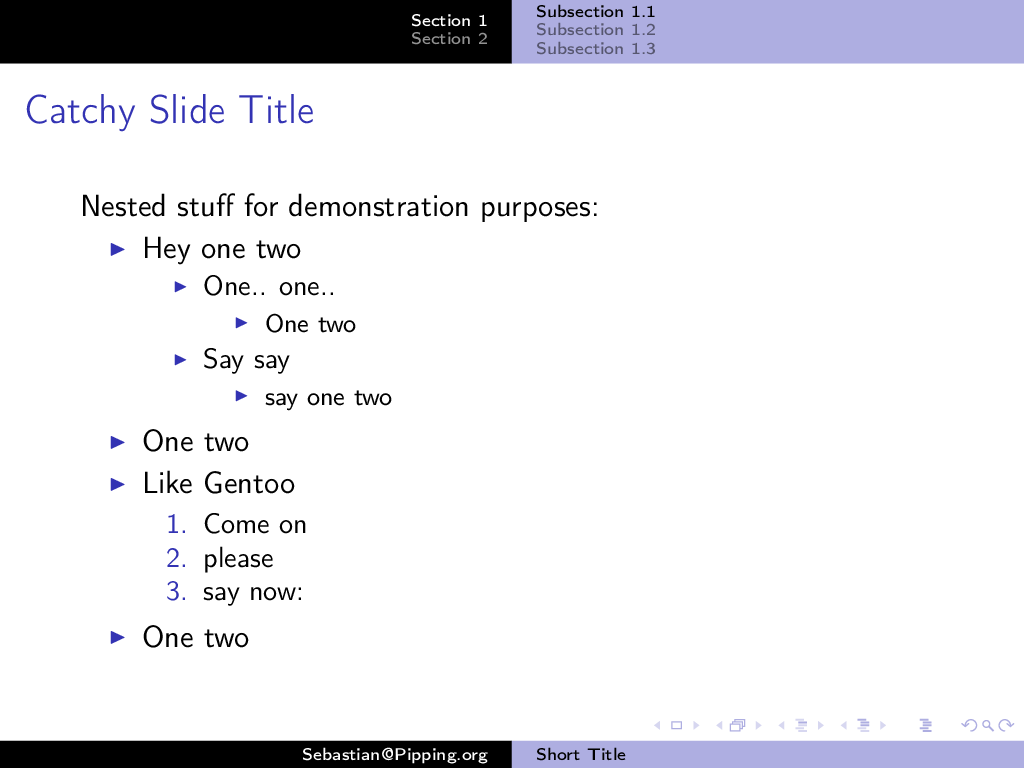 Section 1
Section 2
Subsection 1.1
Subsection 1.2
Subsection 1.3
Catchy Slide Title
Nested stuff for demonstration purposes:
Hey one two
One.. one..
One two
Say say
say one two
One two
Like Gentoo
1. Come on
2. please
3. say now:
One two
Sebastian@Pipping.org
Short Title